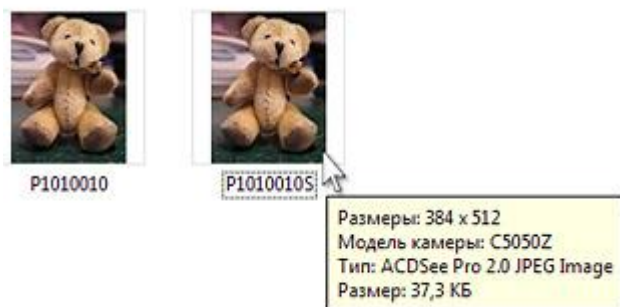 P1010010
P1010010S
Размеры: 384 x 512
Модель камеры: C5050Z
Тип: ACDSee Pro 2.0 JPEG Image
Размер: 37,3 КБ